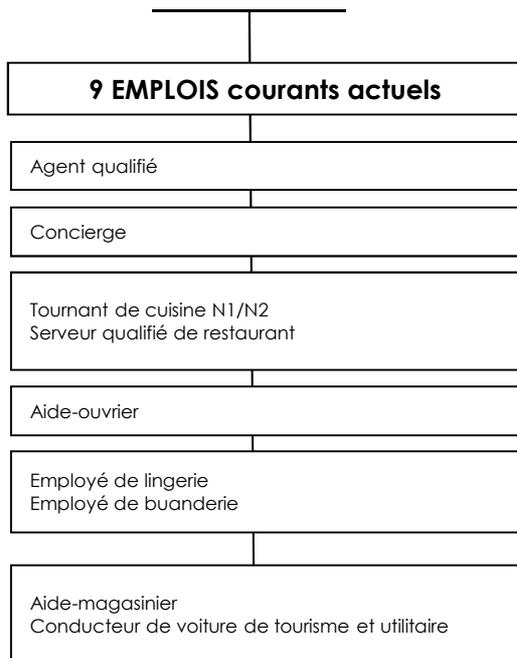 9 EMPLOIS courants actuels
Agent qualifié
Concierge
Tournant de cuisine N1/N2
Serveur qualifié de restaurant
Aide-ouvrier
Employé de lingerie
Employé de buanderie
Aide-magasinier
Conducteur de voiture de tourisme et utilitaire